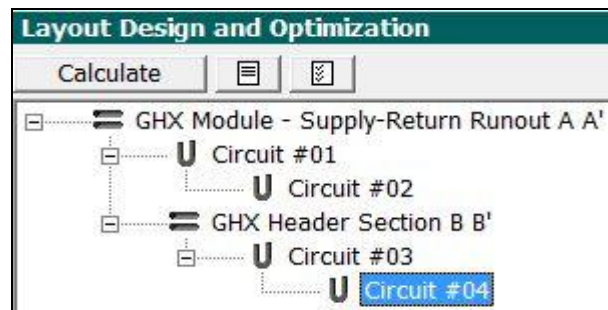 Layout Design and Optimization
Calculate
GHX Module - Supply-Return Runout A A'
Circuit #01
Circuit #02
GHX Header Section B B'
Circuit #03
Circuit #04